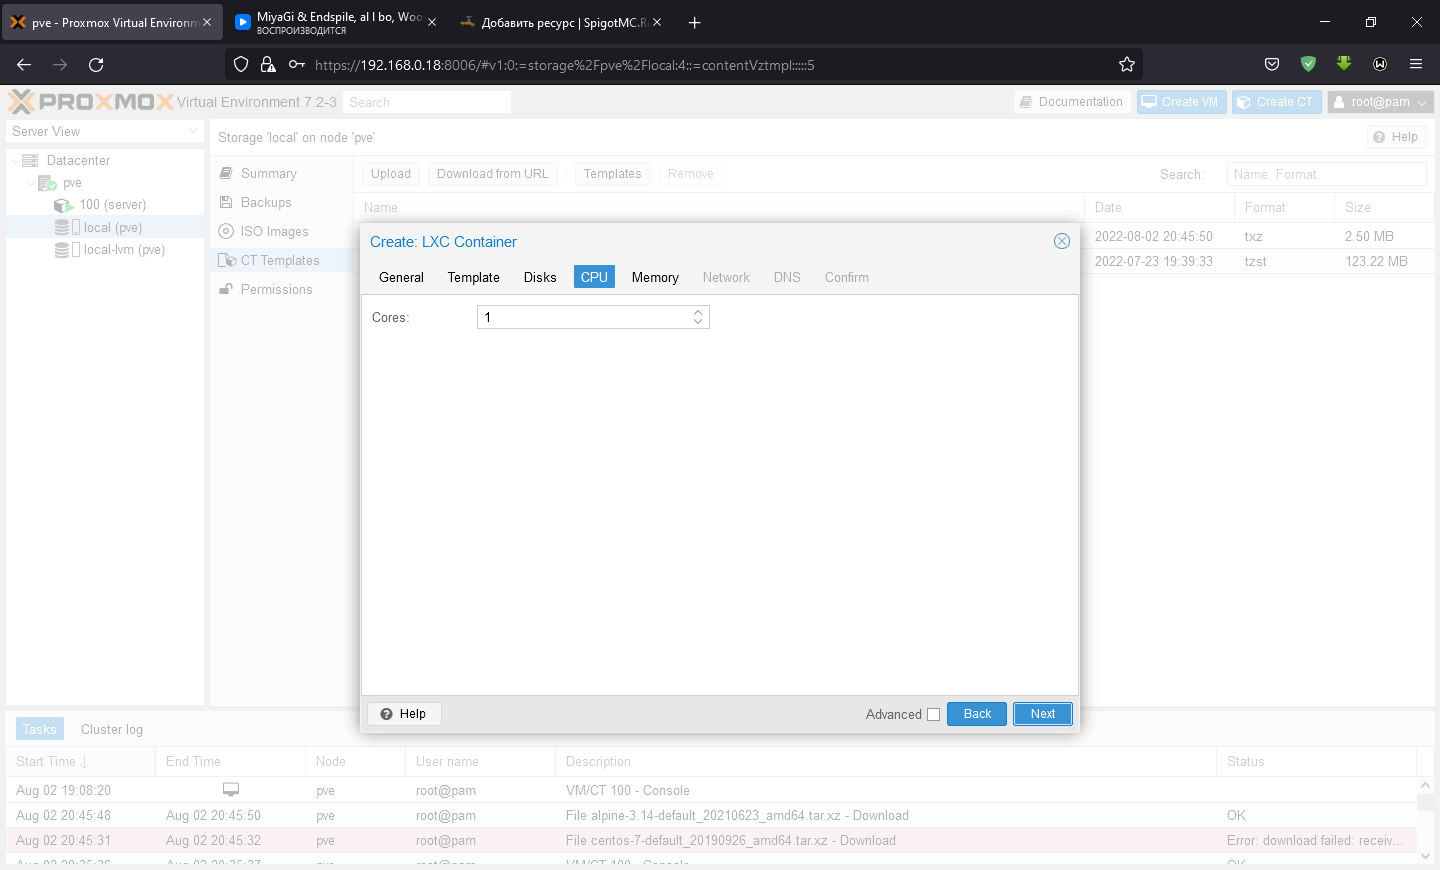 pve - Proxmox Virtual Environm
MiyaGi & Endspile, al l bo, Woo
ВОСПРОИЗВОДИТСЯ
Добавить ресурс | SpigotMC.Ru
https://192.168.0.18:8006/#v1:0:=storage%2Fpve%2Flocal:4::=contentVztmpl:::::5
PROXMOX Virtual Environment 7.2-3
Search
Documentation
Create VM
Create CT
root@pam
Server View
Storage 'local' on node 'pve'
Help
Datacenter
pve
100 (server)
local (pve)
local-lvm (pve)
Summary
Backups
ISO Images
CT Templates
Permissions
Upload
Download from URL
Templates
Remove
Search:
Name, Format
Name
Date
Format
Size
2022-08-02 20:45:50 txz 2.50 MB
2022-07-23 19:39:33 tzst 123.22 MB
Create: LXC Container
General Template Disks CPU Memory Network DNS Confirm
Cores: 1
Help
Advanced
Back
Next
Tasks
Cluster log
Start Time End Time Node User name Description Status
Aug 02 19:08:20 pve root@pam VM/CT 100 - Console
Aug 02 20:45:48 Aug 02 20:45:50 pve root@pam File alpine-3.14-default_20210623_amd64.tar.xz - Download OK
Aug 02 20:45:31 Aug 02 20:45:32 pve root@pam File centos-7-default_20190926_amd64.tar.xz - Download Error: download failed: receiv...
pve root@pam VM/CT 100 - Console OK